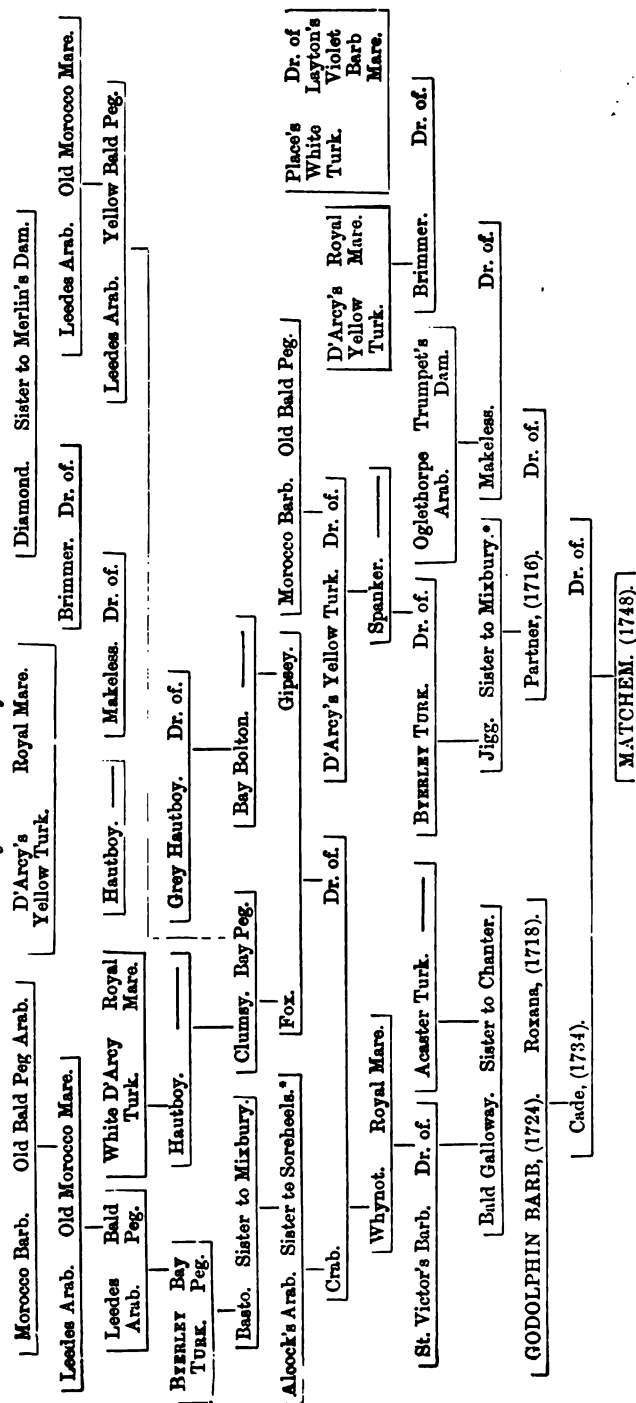 Morocco Barb. Old Bald Peg Arab.
D'Arcy's Yellow Turk. Royal Mare.
Diamond. Sister to Merlin's Dam.
Leedes Arab. Old Morocco Mare.
Brimmer. Dr. of.
Leedes Arab. Old Morocco Mare.
Leedes Arab. Bald Peg.
White D'Arcy Turk. Royal Mare.
Hautboy. ——
Makeless. Dr. of.
Leedes Arab. Yellow Bald Peg.
BYERLEY TURK. Bay Peg.
Hautboy. ——
Grey Hautboy. Dr. of.
Basto. Sister to Mixbury.
Clumsy. Bay Peg.
Bay Bolton. ——
Alcock's Arab. Sister to Soreheels.*
Fox.
Gipsey.
Morocco Barb. Old Bald Peg.
Place's White Turk. Dr. of Layton's Violet Barb Mare.
Crab.
Dr. of.
D'Arcy's Yellow Turk. Dr. of.
D'Arcy's Yellow Turk. Royal Mare.
Whynot. Royal Mare.
Spanker. ——
Brimmer. Dr. of.
St. Victor's Barb. Dr. of.
Acaster Turk. ——
BYERLEY TURK. Dr. of.
Oglethorpe Arab. Trumpet's Dam.
Bald Galloway. Sister to Chanter.
Jigg. Sister to Mixbury.*
Makeless. Dr. of.
GODOLPHIN BARB, (1724). Roxana, (1718).
Partner, (1716). Dr. of.
Cade, (1734).
Dr. of.
MATCHEM. (1748).